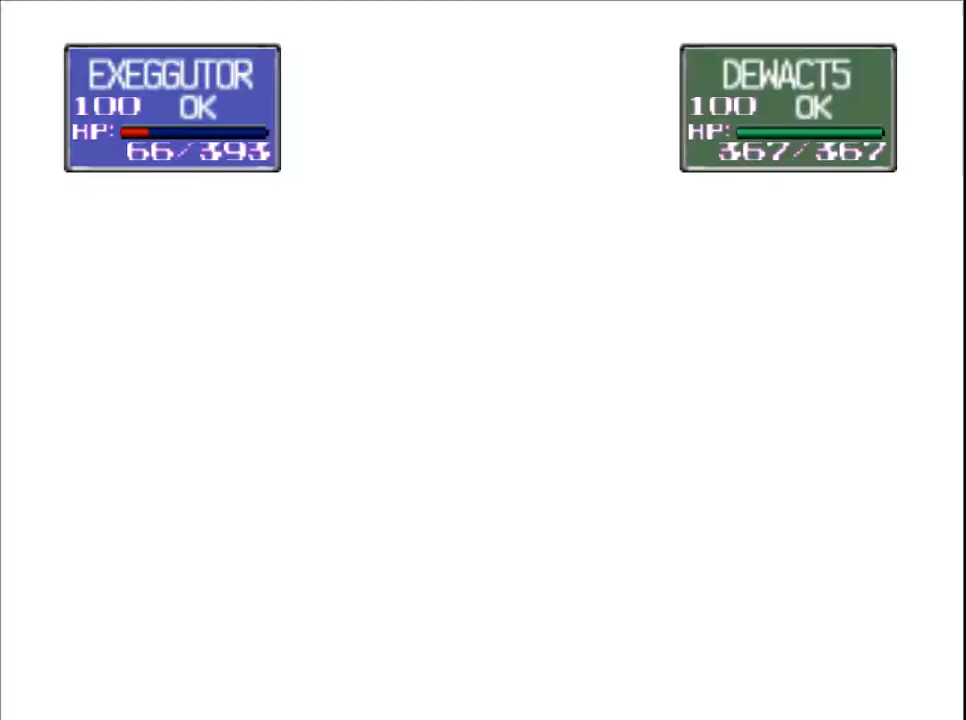 EXEGGUTOR
100 OK
HP:
66/393
DEWACT5
100 OK
HP:
367/367